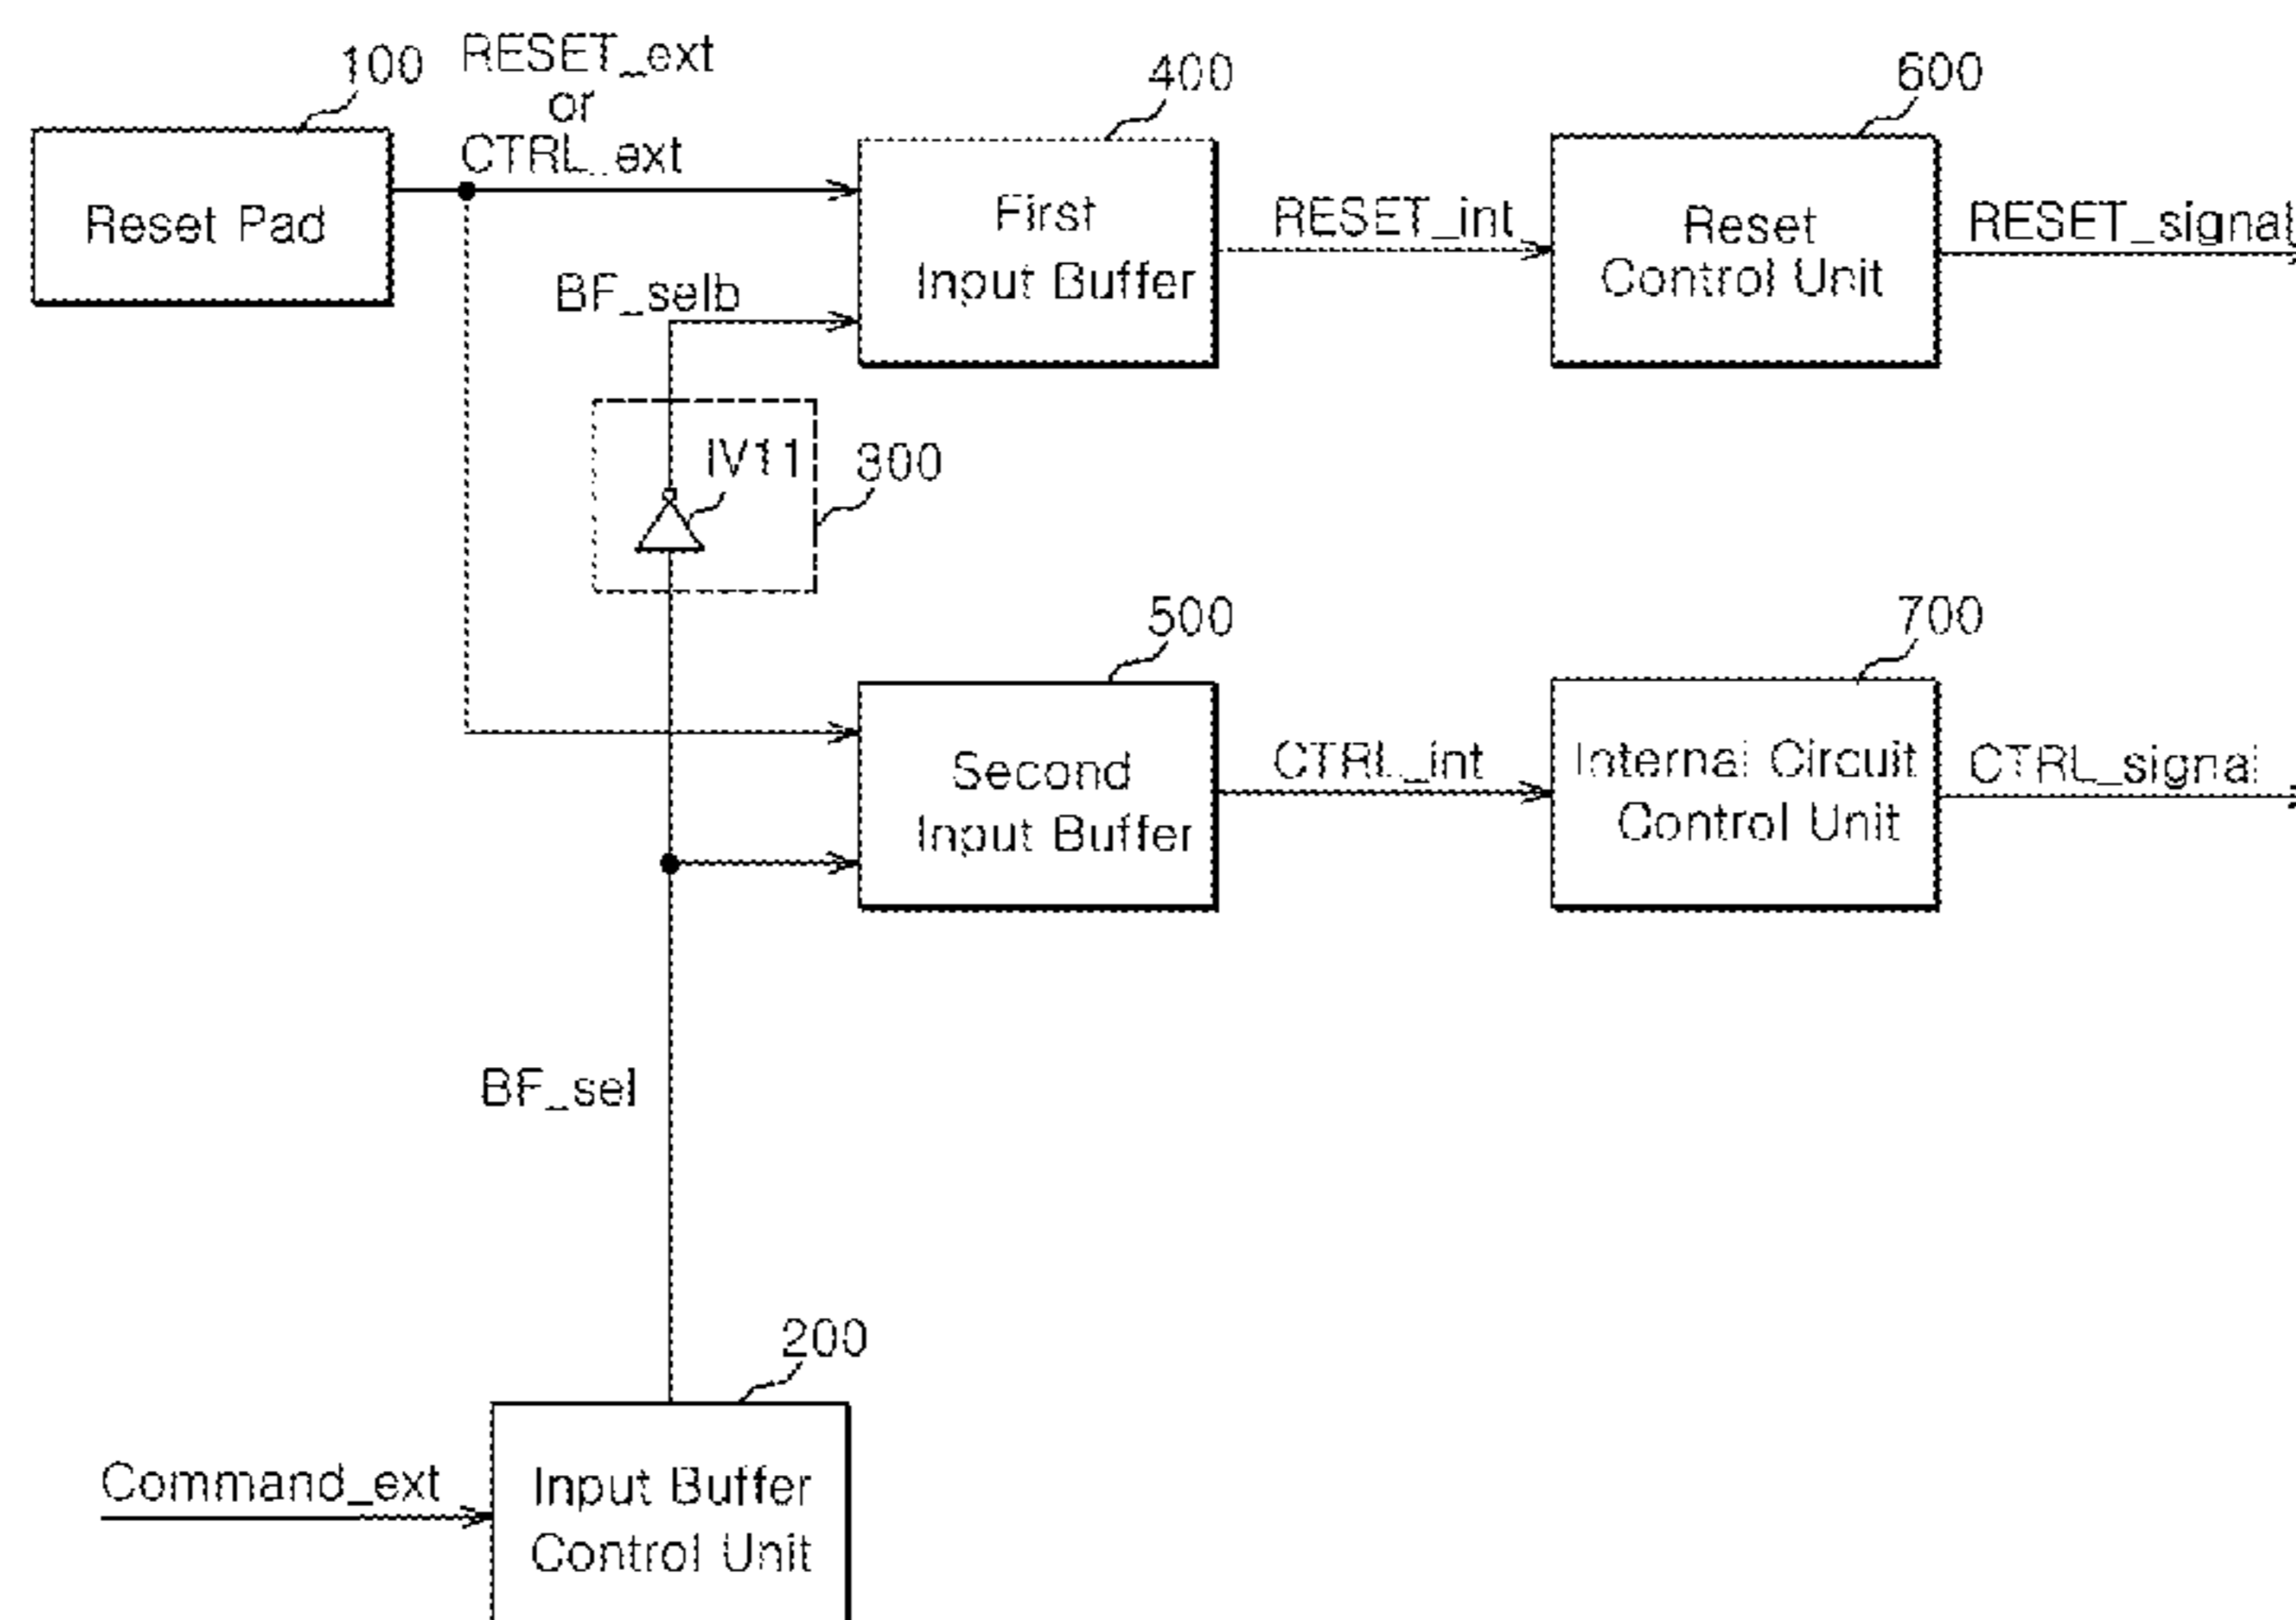 100
RESET_ext
or
CTRL_ext
400
600
Reset Pad
First
Input Buffer
RESET_int
Reset
Control Unit
RESET_signal
BF_selb
IV11
300
500
700
Second
Input Buffer
CTRL_int
Internal Circuit
Control Unit
CTRL_signal
BF_sel
200
Command_ext
Input Buffer
Control Unit